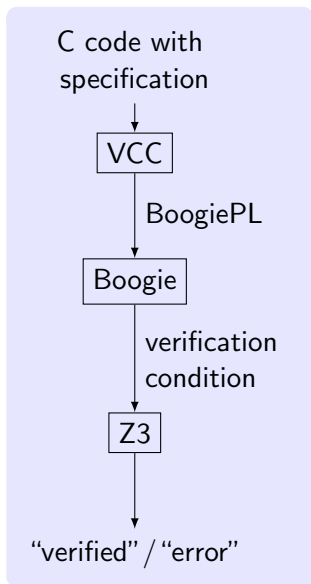 C code with
specification
VCC
BoogiePL
Boogie
verification
condition
Z3
“verified” / “error”